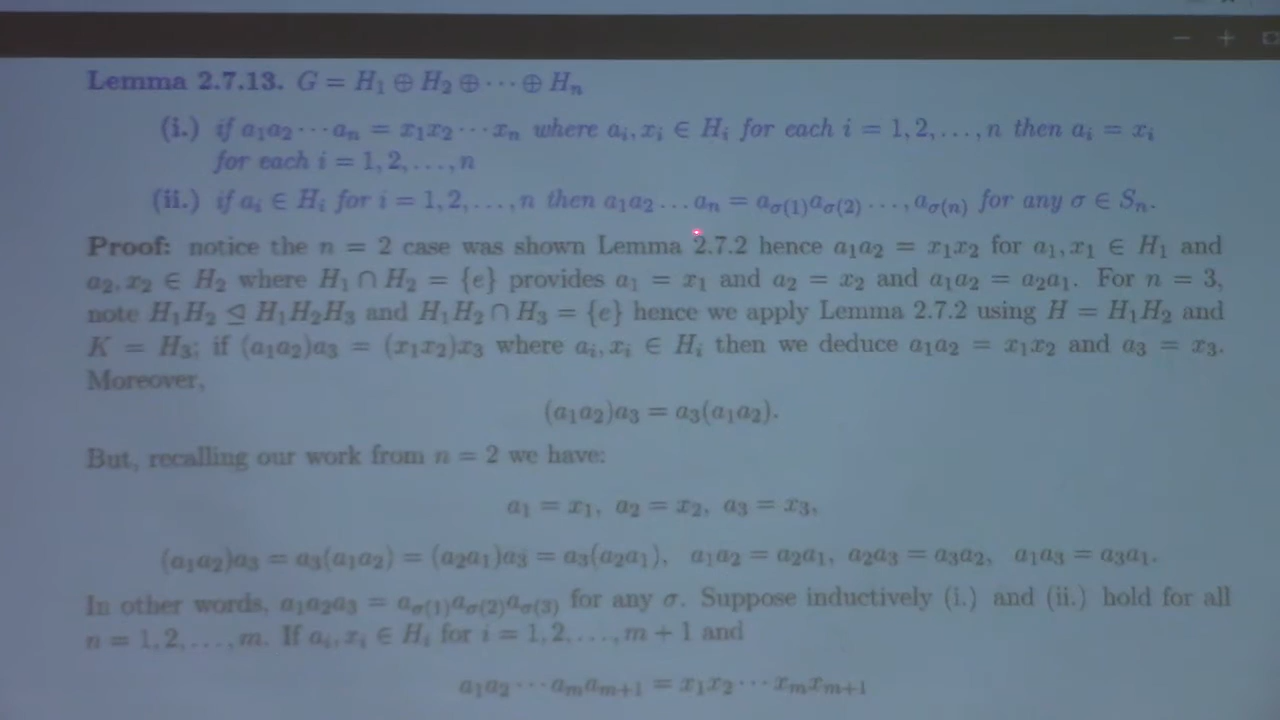 Lemma 2.7.13. G = H₁ ⊕ H₂ ⊕ ··· ⊕ Hₙ
(i.) if a₁a₂ ··· aₙ = x₁x₂ ··· xₙ where aᵢ, xᵢ ∈ Hᵢ for each i = 1, 2, ..., n then aᵢ = xᵢ
for each i = 1, 2, ..., n
(ii.) if aᵢ ∈ Hᵢ for i = 1, 2, ..., n then a₁a₂ ... aₙ = a_σ(1)a_σ(2) ..., a_σ(n) for any σ ∈ Sₙ.
Proof: notice the n = 2 case was shown Lemma 2.7.2 hence a₁a₂ = x₁x₂ for a₁, x₁ ∈ H₁ and
a₂, x₂ ∈ H₂ where H₁ ∩ H₂ = {e} provides a₁ = x₁ and a₂ = x₂ and a₁a₂ = a₂a₁. For n = 3,
note H₁H₂ ⊴ H₁H₂H₃ and H₁H₂ ∩ H₃ = {e} hence we apply Lemma 2.7.2 using H = H₁H₂ and
K = H₃; if (a₁a₂)a₃ = (x₁x₂)x₃ where aᵢ, xᵢ ∈ Hᵢ then we deduce a₁a₂ = x₁x₂ and a₃ = x₃.
Moreover,
(a₁a₂)a₃ = a₃(a₁a₂).
But, recalling our work from n = 2 we have:
a₁ = x₁, a₂ = x₂, a₃ = x₃,
(a₁a₂)a₃ = a₃(a₁a₂) = (a₂a₁)a₃ = a₃(a₂a₁), a₁a₂ = a₂a₁, a₂a₃ = a₃a₂, a₁a₃ = a₃a₁.
In other words, a₁a₂a₃ = a_σ(1)a_σ(2)a_σ(3) for any σ. Suppose inductively (i.) and (ii.) hold for all
n = 1, 2, ..., m. If aᵢ, xᵢ ∈ Hᵢ for i = 1, 2, ..., m + 1 and
a₁a₂ ··· aₘaₘ₊₁ = x₁x₂ ··· xₘxₘ₊₁